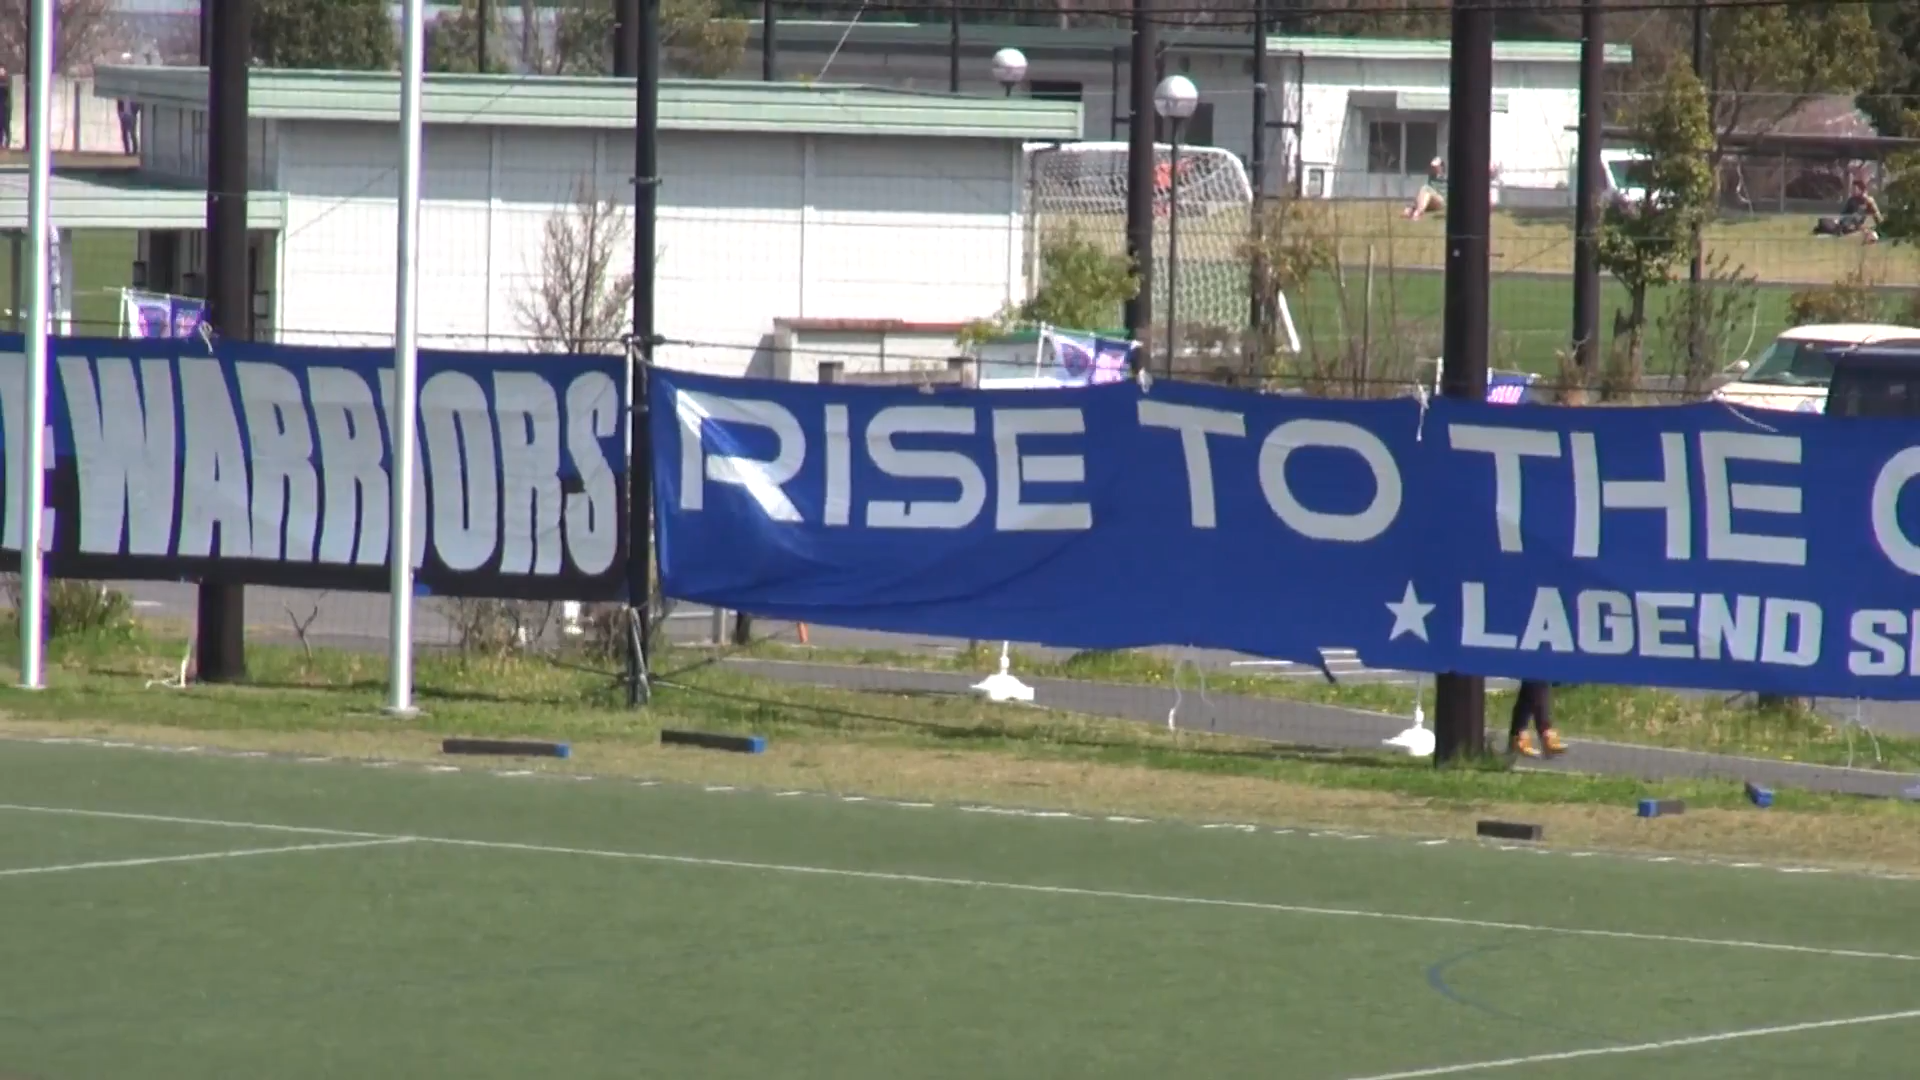 E WARRIORS
RISE TO THE
★ LAGEND